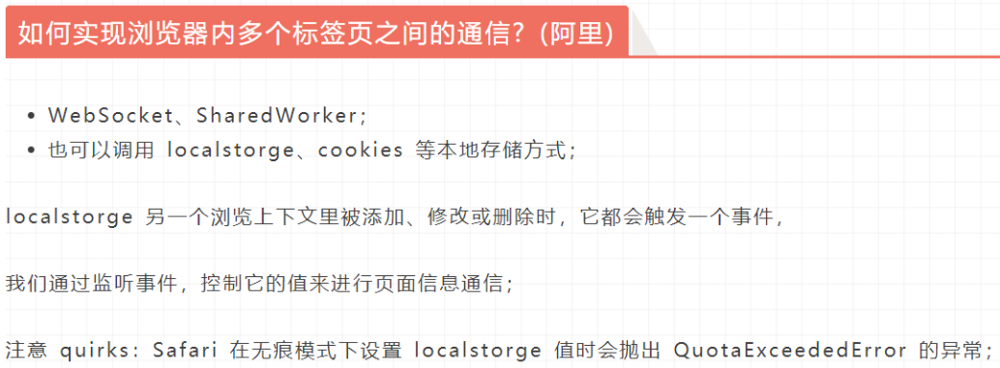 如何实现浏览器内多个标签页之间的通信?(阿里)
• WebSocket、SharedWorker;
• 也可以调用 localstorge、cookies 等本地存储方式;
localstorge 另一个浏览上下文里被添加、修改或删除时，它都会触发一个事件，
我们通过监听事件，控制它的值来进行页面信息通信;
注意 quirks: Safari 在无痕模式下设置 localstorge 值时会抛出 QuotaExceededError 的异常;